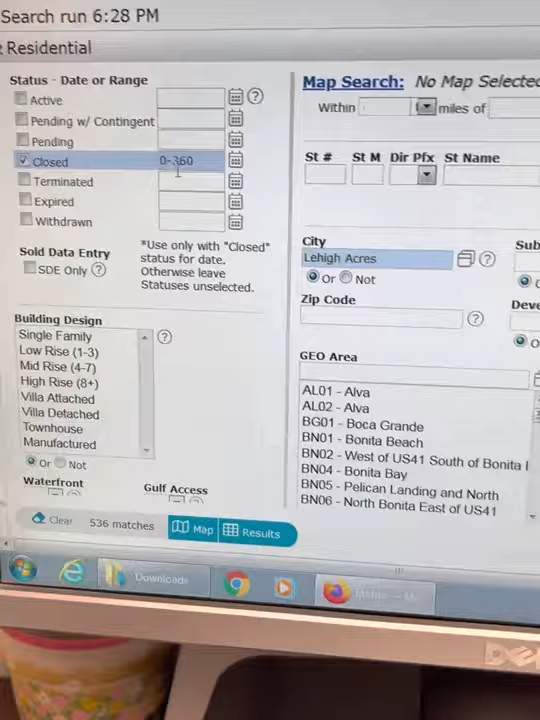 Search run 6:28 PM
Residential
Status - Date or Range
Active
Pending w/ Contingent
Pending
Closed 0-360
Terminated
Expired
Withdrawn
Sold Data Entry
SDE Only
*Use only with "Closed"
status for date.
Otherwise leave
Statuses unselected.
Building Design
Single Family
Low Rise (1-3)
Mid Rise (4-7)
High Rise (8+)
Villa Attached
Villa Detached
Townhouse
Manufactured
Or Not
Waterfront
Gulf Access
Map Search: No Map Selected
Within miles of
St # St M Dir Pfx St Name
City
Lehigh Acres
Or Not
Sub
Zip Code
Deve
GEO Area
AL01 - Alva
AL02 - Alva
BG01 - Boca Grande
BN01 - Bonita Beach
BN02 - West of US41 South of Bonita
BN04 - Bonita Bay
BN05 - Pelican Landing and North
BN06 - North Bonita East of US41
Clear 536 matches Map Results
Downloads